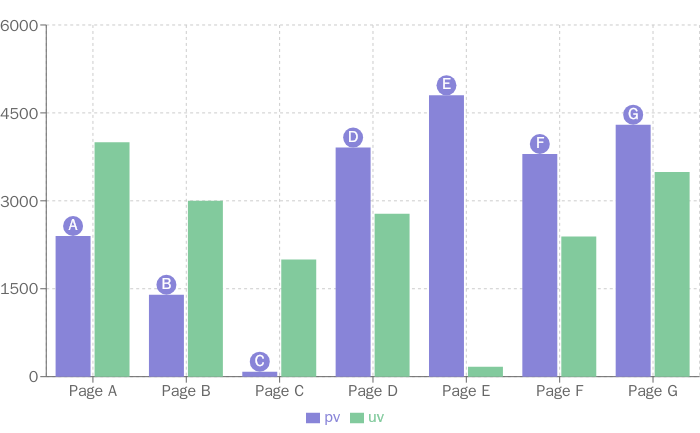 6000
E
4500
G
D
F
3000
A
B
1500
C
0
Page A Page B Page C Page D Page E Page F Page G
pv uv